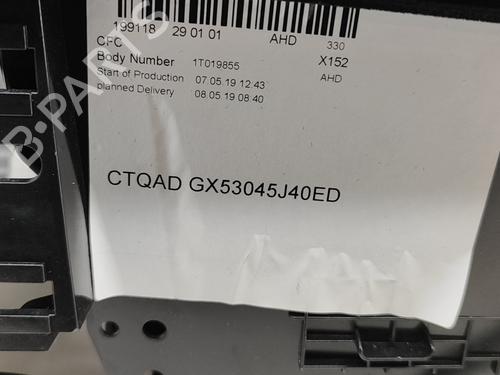 199118 29 01 01 AHD 330
CFC X152
Body Number 1T019855
Start of Production 07.05.19 12:43 AHD
planned Delivery 08.05.19 08:40
CTQAD GX53045J40ED
B-PARTS